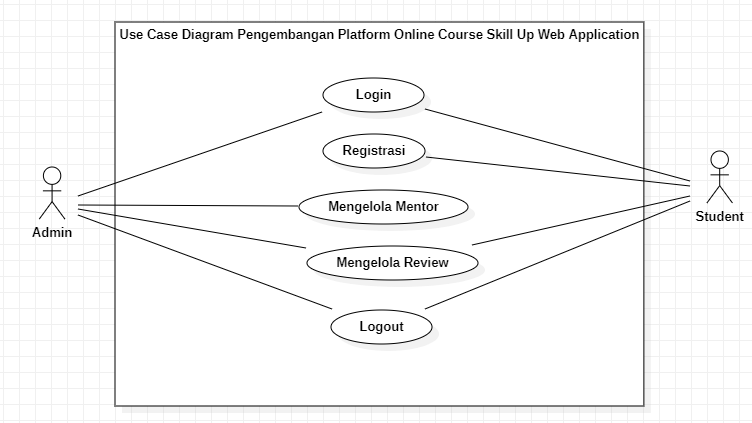 Use Case Diagram Pengembangan Platform Online Course Skill Up Web Application
Login
Registrasi
Mengelola Mentor
Mengelola Review
Logout
Admin
Student